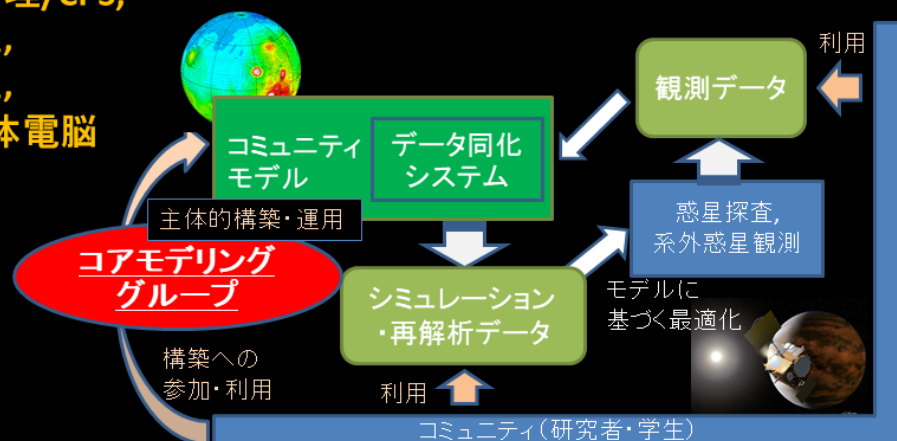 理/CPS,
体電脳
利用
観測データ
コミュニティ
モデル
データ同化
システム
主体的構築・運用
惑星探査,
系外惑星観測
コアモデリング
グループ
シミュレーション
・再解析データ
モデルに
基づく最適化
構築への
参加・利用
利用
コミュニティ(研究者・学生)